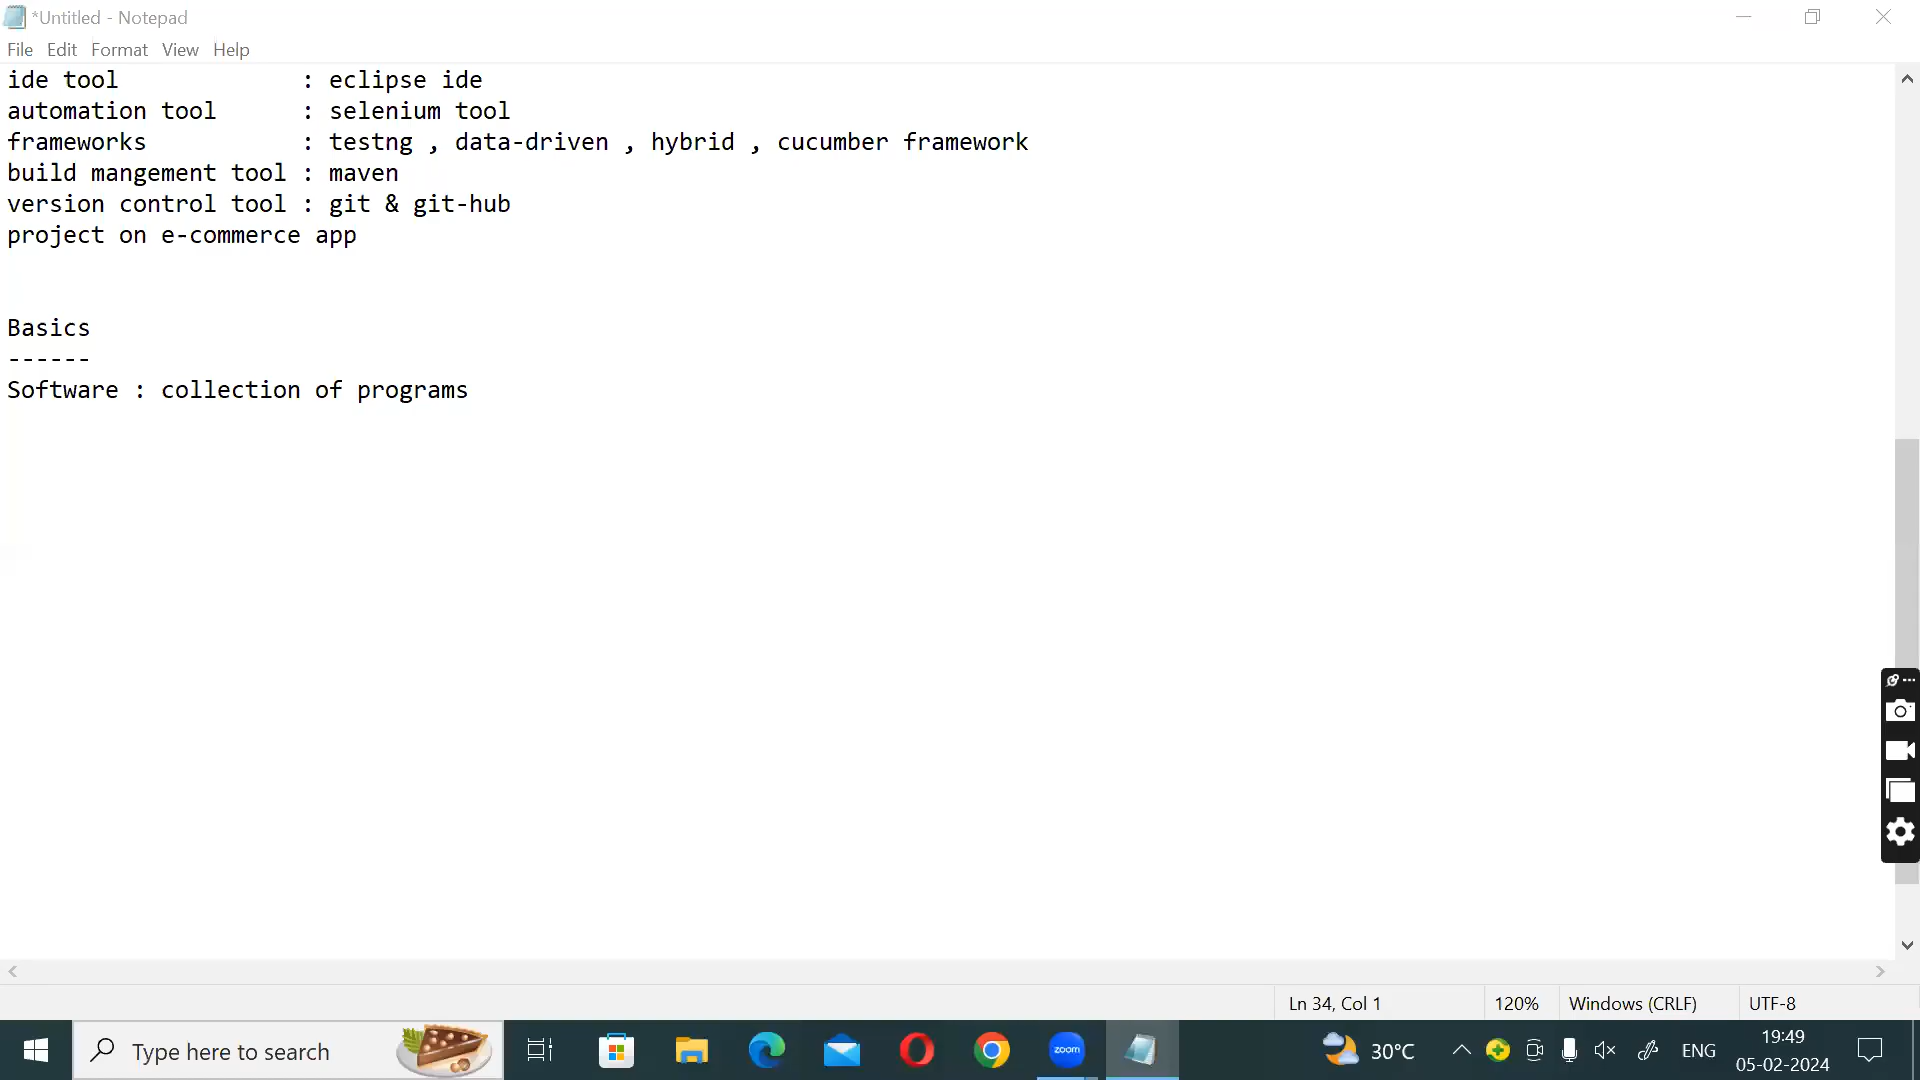 *Untitled - Notepad
File Edit Format View Help
ide tool : eclipse ide
automation tool : selenium tool
frameworks : testng , data-driven , hybrid , cucumber framework
build mangement tool : maven
version control tool : git & git-hub
project on e-commerce app
Basics
------
Software : collection of programs
Ln 34, Col 1 120% Windows (CRLF) UTF-8
Type here to search
zoom
30°C
ENG
19:49
05-02-2024